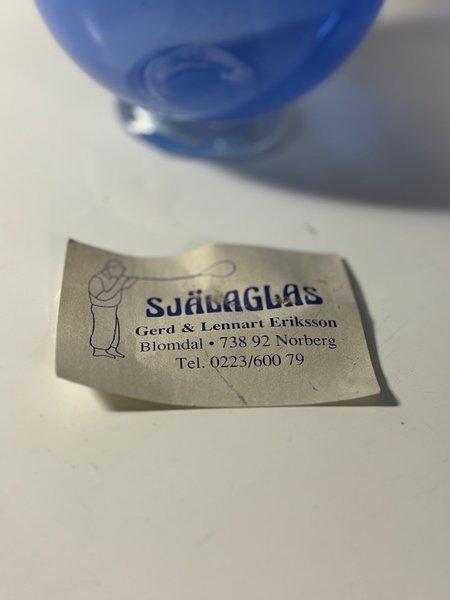 SJÄLAGLAS
Gerd & Lennart Eriksson
Blomdal • 738 92 Norberg
Tel. 0223/600 79